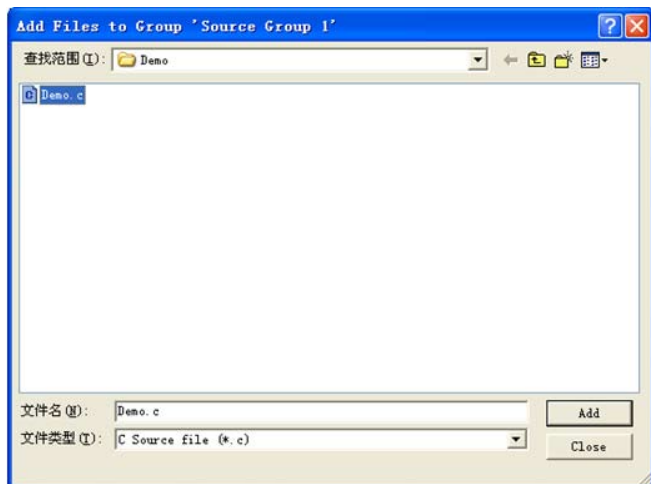 Add Files to Group 'Source Group 1'
查找范围(I): Demo
Demo.c
文件名(N): Demo.c Add
文件类型(T): C Source file (*.c) Close